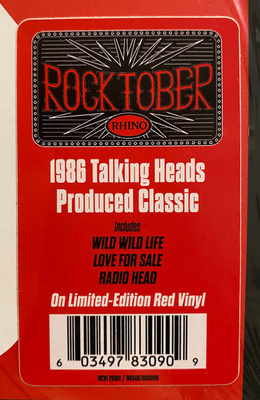 ROCKTOBER
RHINO
1986 Talking Heads
Produced Classic
Includes
WILD WILD LIFE
LOVE FOR SALE
RADIO HEAD
On Limited-Edition Red Vinyl
6 03497 83090 9